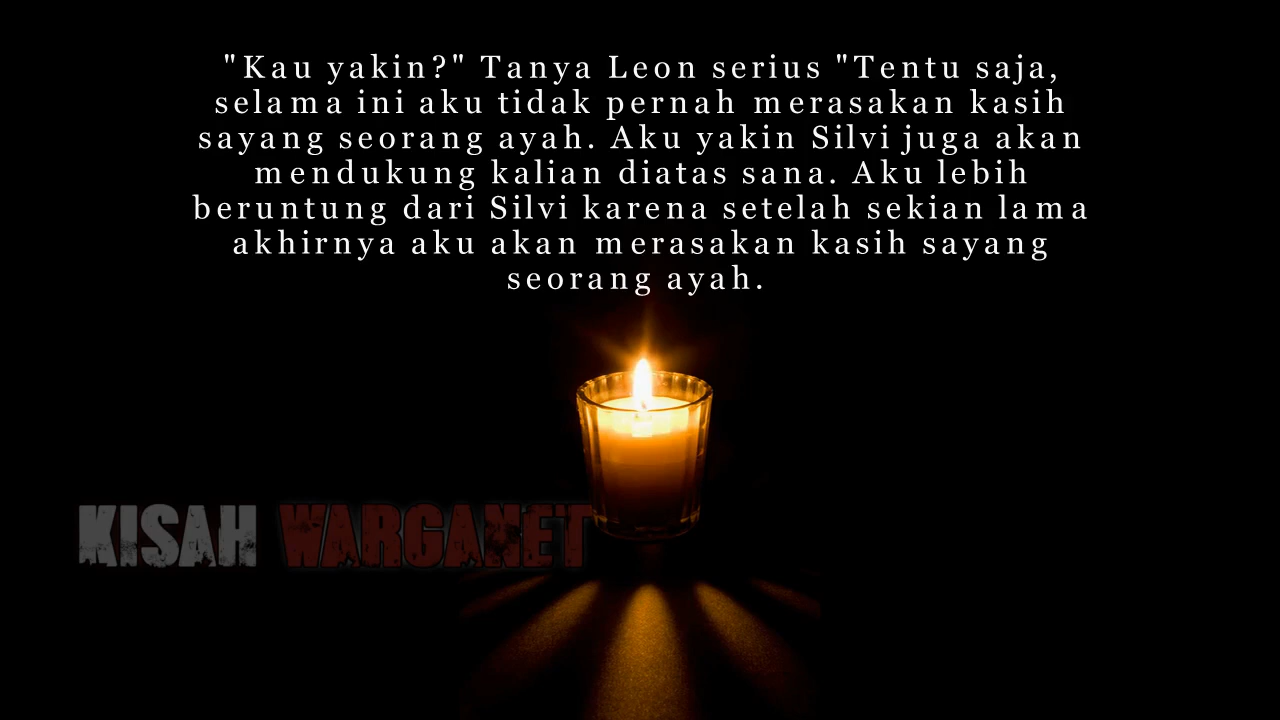 "Kau yakin?" Tanya Leon serius "Tentu saja,
selama ini aku tidak pernah merasakan kasih
sayang seorang ayah. Aku yakin Silvi juga akan
mendukung kalian diatas sana. Aku lebih
beruntung dari Silvi karena setelah sekian lama
akhirnya aku akan merasakan kasih sayang
seorang ayah.
KISAH WARGANET